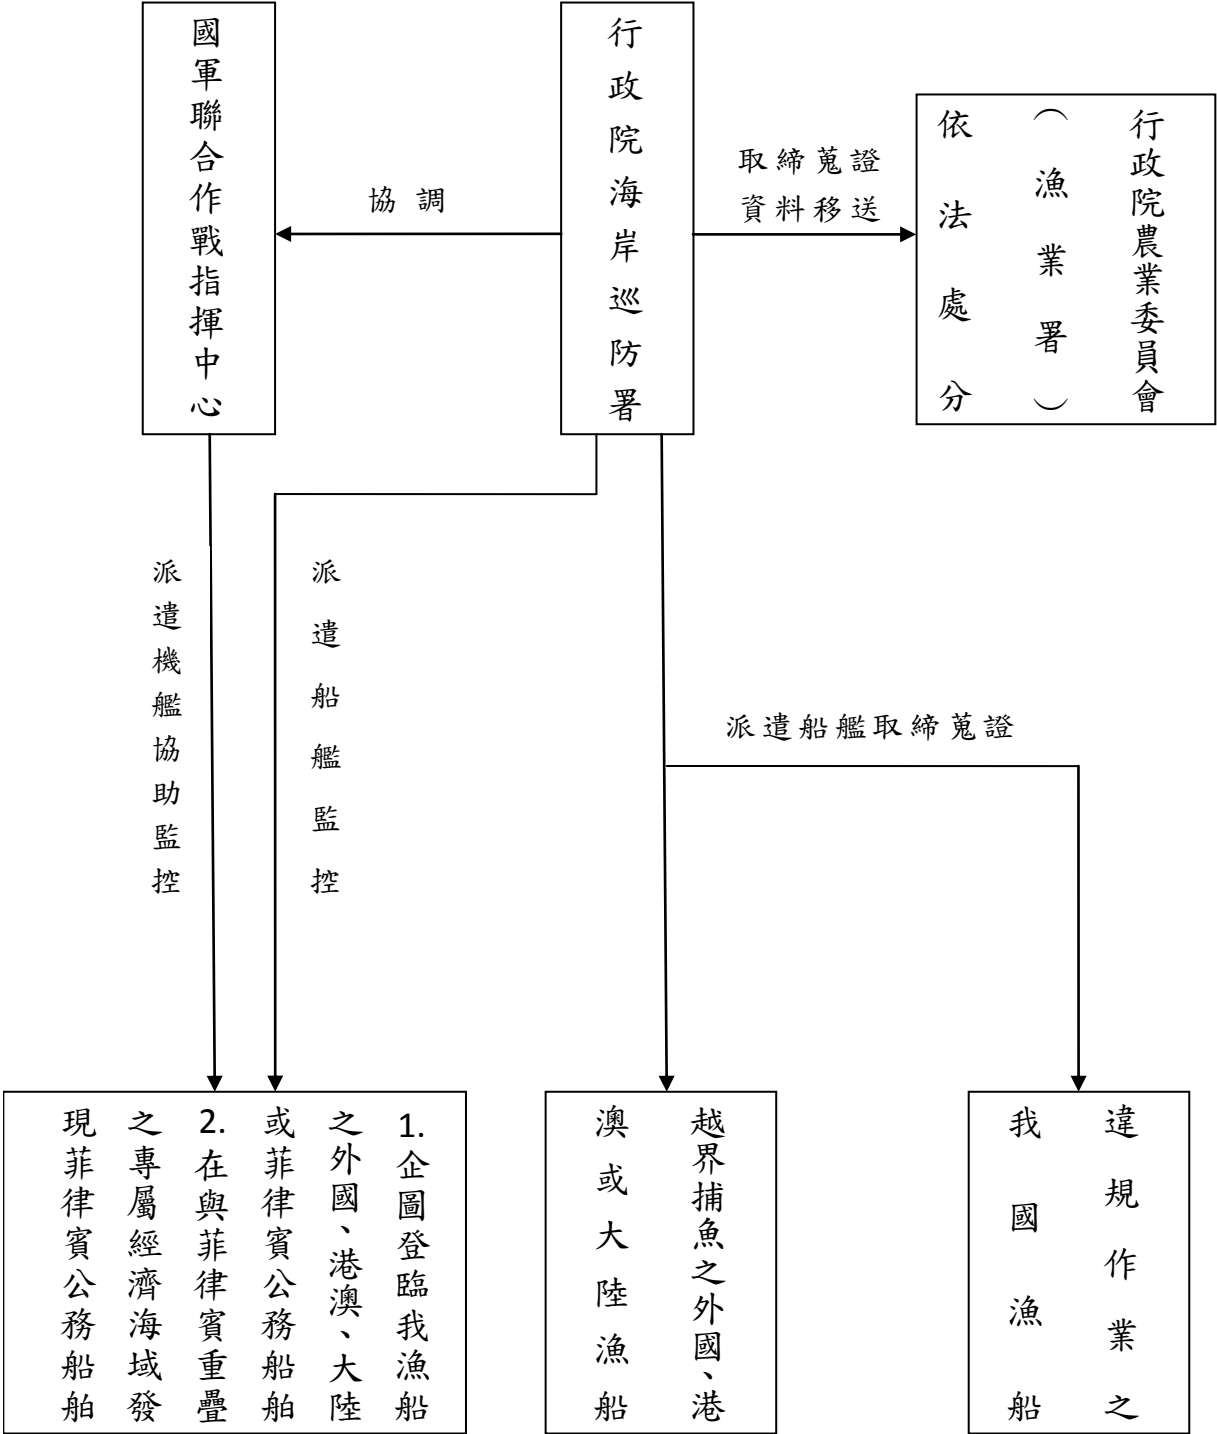 國軍聯合作戰指揮中心
協調
行政院海岸巡防署
取締蒐證
資料移送
行政院農業委員會
（漁業署）
依法處分
派遣機艦協助監控
派遣船艦監控
派遣船艦取締蒐證
1.企圖登臨我漁船
之外國、港澳、大陸
或菲律賓公務船舶
2.在與菲律賓重疊
之專屬經濟海域發
現菲律賓公務船舶
越界捕魚之外國、港
澳或大陸漁船
違規作業之
我國漁船